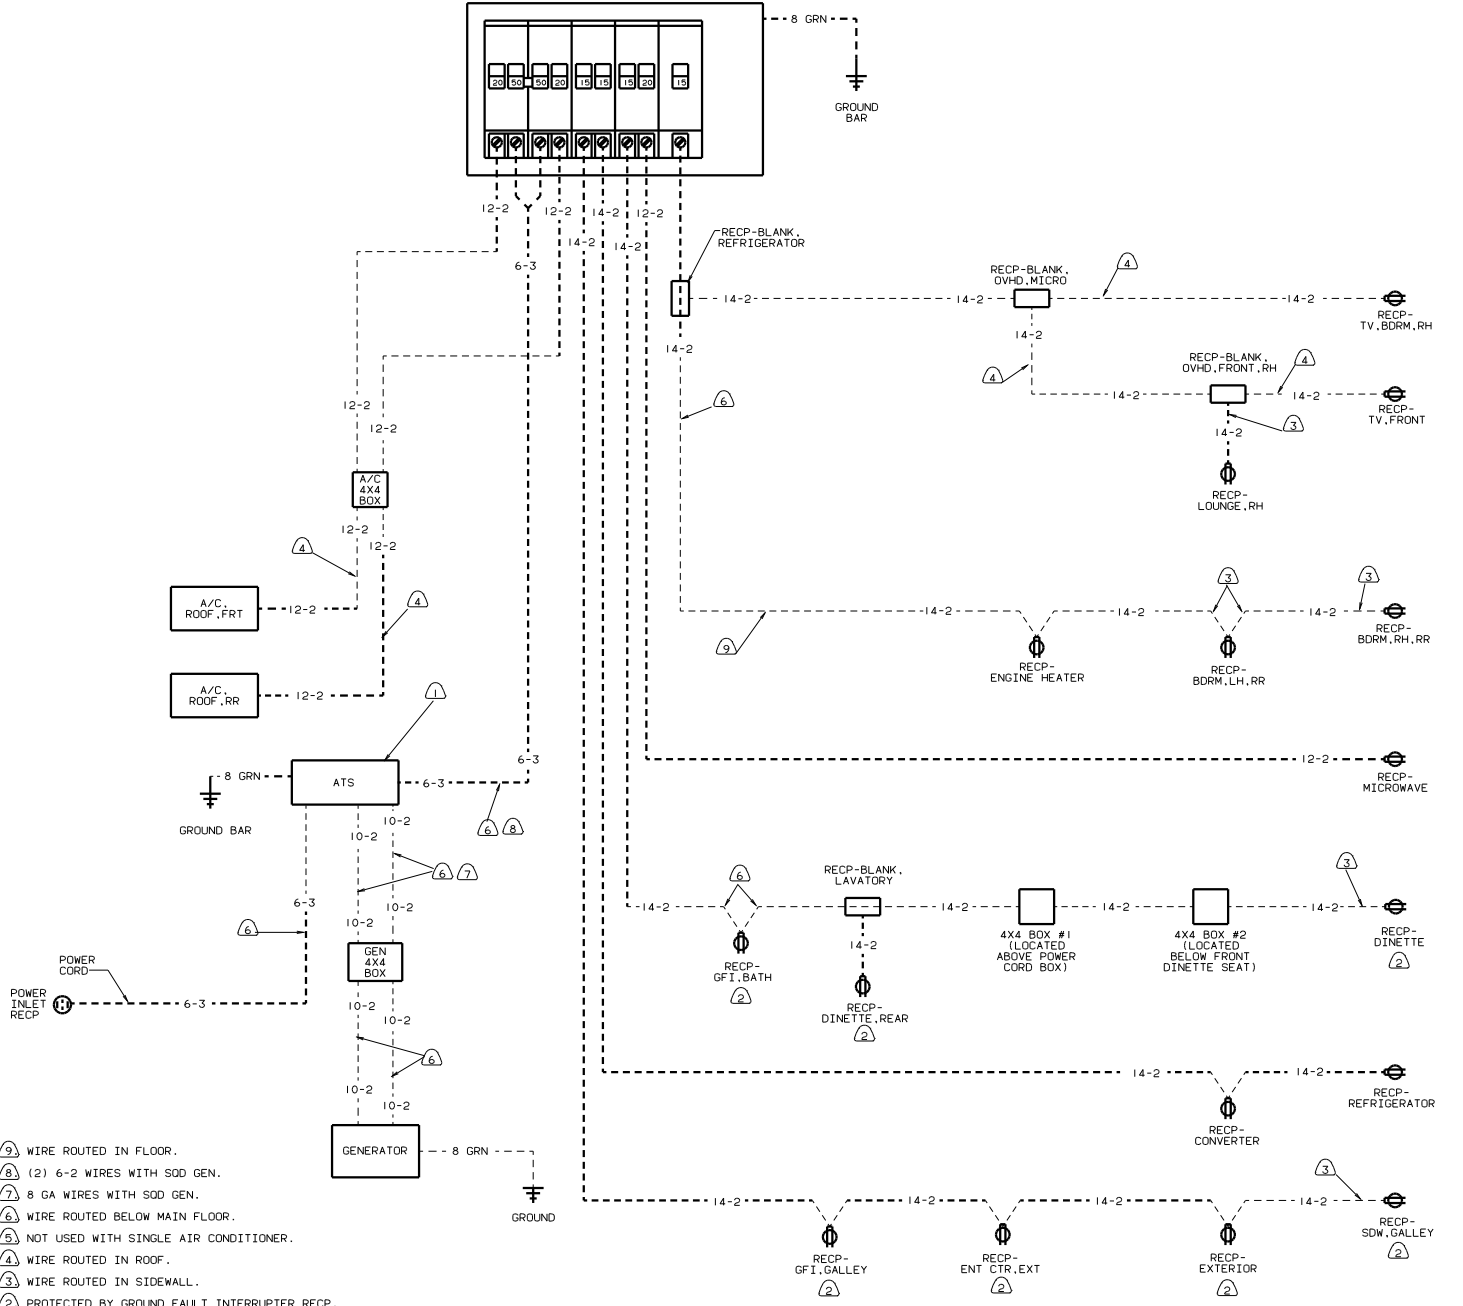 8 GRN
GROUND
BAR
20 50 50 20 15 15 15 20 15
12-2
12-2
14-2
12-2
14-2
14-2
6-3
RECP-BLANK,
REFRIGERATOR
14-2
14-2
RECP-BLANK,
OVHD,MICRO
4
14-2
RECP-
TV,BDRM,RH
14-2
14-2
4
RECP-BLANK,
OVHD,FRONT,RH
4
14-2
14-2
RECP-
TV,FRONT
3
14-2
RECP-
LOUNGE,RH
6
12-2
12-2
A/C
4X4
BOX
12-2
12-2
4
4
A/C,
ROOF,FRT
12-2
A/C,
ROOF,RR
12-2
9
14-2
RECP-
ENGINE HEATER
14-2
3
RECP-
BDRM,LH,RR
14-2
3
RECP-
BDRM,RH,RR
1
8 GRN
GROUND BAR
ATS
6-3
6-3
6 8
12-2
RECP-
MICROWAVE
10-2
10-2
6 7
6-3
6
10-2
10-2
GEN
4X4
BOX
10-2
10-2
6
10-2
10-2
POWER
CORD
POWER
INLET
RECP
6-3
14-2
6
RECP-
GFI,BATH
2
RECP-BLANK,
LAVATORY
14-2
RECP-
DINETTE,REAR
2
14-2
4X4 BOX #1
(LOCATED
ABOVE POWER
CORD BOX)
14-2
4X4 BOX #2
(LOCATED
BELOW FRONT
DINETTE SEAT)
14-2
3
RECP-
DINETTE
2
14-2
RECP-
CONVERTER
14-2
RECP-
REFRIGERATOR
GENERATOR
8 GRN
GROUND
14-2
RECP-
GFI,GALLEY
2
14-2
RECP-
ENT CTR,EXT
2
14-2
RECP-
EXTERIOR
2
14-2
3
RECP-
SDW,GALLEY
2
9. WIRE ROUTED IN FLOOR.
8. (2) 6-2 WIRES WITH SQD GEN.
7. 8 GA WIRES WITH SQD GEN.
6. WIRE ROUTED BELOW MAIN FLOOR.
5. NOT USED WITH SINGLE AIR CONDITIONER.
4. WIRE ROUTED IN ROOF.
3. WIRE ROUTED IN SIDEWALL.
2. PROTECTED BY GROUND FAULT INTERRUPTER RECP.